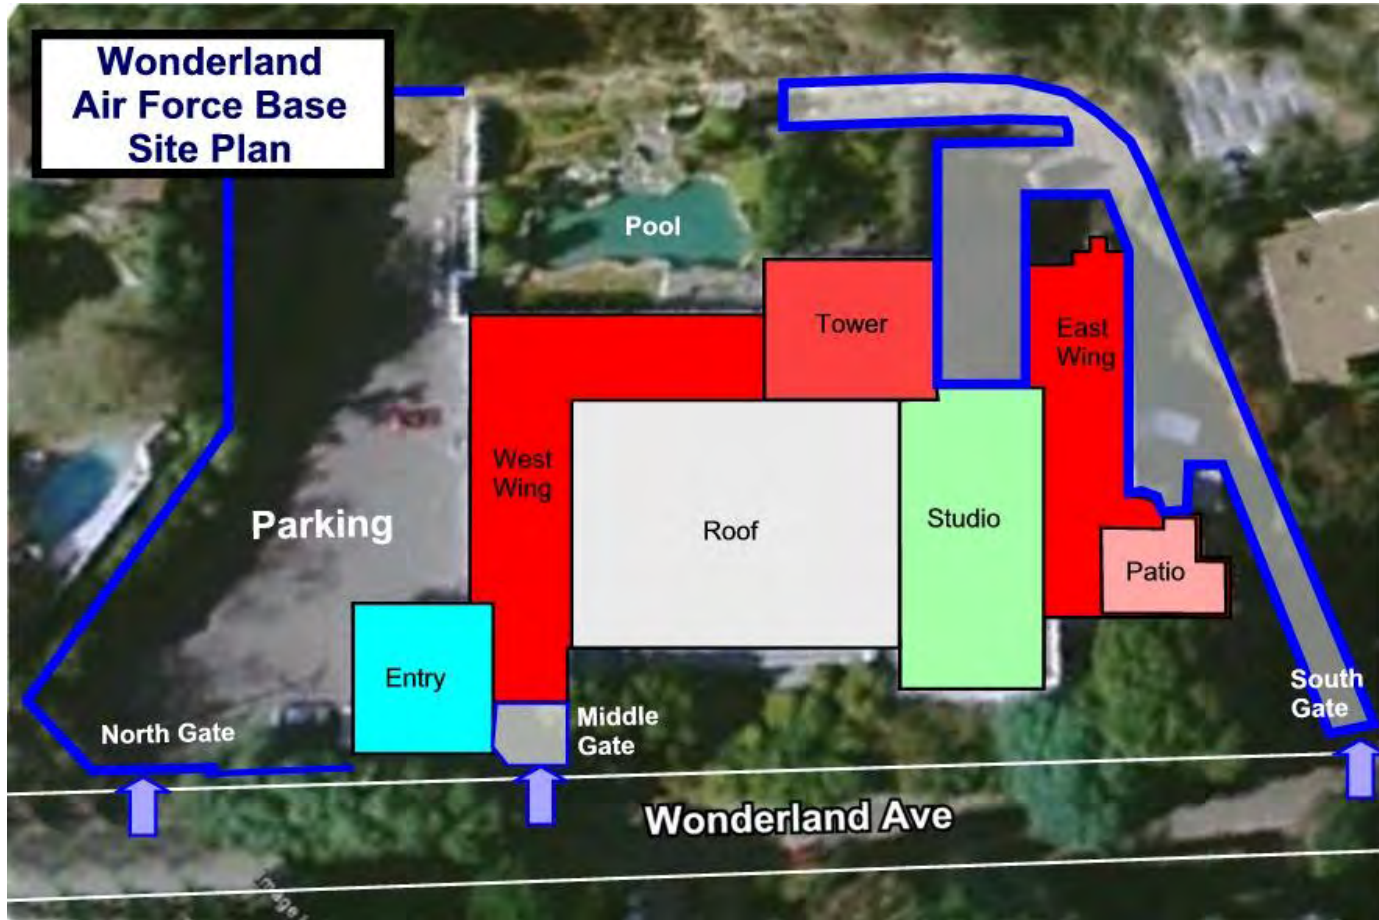 Wonderland
Air Force Base
Site Plan
Pool
Tower
East
Wing
West
Wing
Parking
Roof
Studio
Patio
Entry
South
Gate
North Gate
Middle
Gate
Wonderland Ave
Image